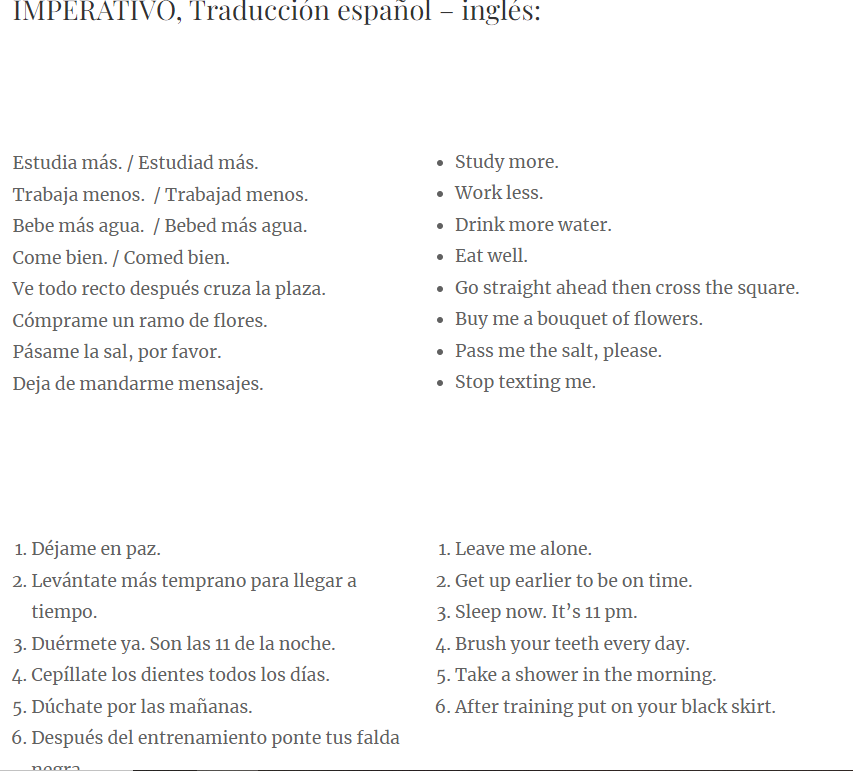 IMPERATIVO, Traducción español – inglés:
Estudia más. / Estudiad más.
Trabaja menos.  / Trabajad menos.
Bebe más agua.  / Bebed más agua.
Come bien. / Comed bien.
Ve todo recto después cruza la plaza.
Cómprame un ramo de flores.
Pásame la sal, por favor.
Deja de mandarme mensajes.
• Study more.
• Work less.
• Drink more water.
• Eat well.
• Go straight ahead then cross the square.
• Buy me a bouquet of flowers.
• Pass me the salt, please.
• Stop texting me.
1. Déjame en paz.
2. Levántate más temprano para llegar a
tiempo.
3. Duérmete ya. Son las 11 de la noche.
4. Cepíllate los dientes todos los días.
5. Dúchate por las mañanas.
6. Después del entrenamiento ponte tus falda
negra.
1. Leave me alone.
2. Get up earlier to be on time.
3. Sleep now. It’s 11 pm.
4. Brush your teeth every day.
5. Take a shower in the morning.
6. After training put on your black skirt.